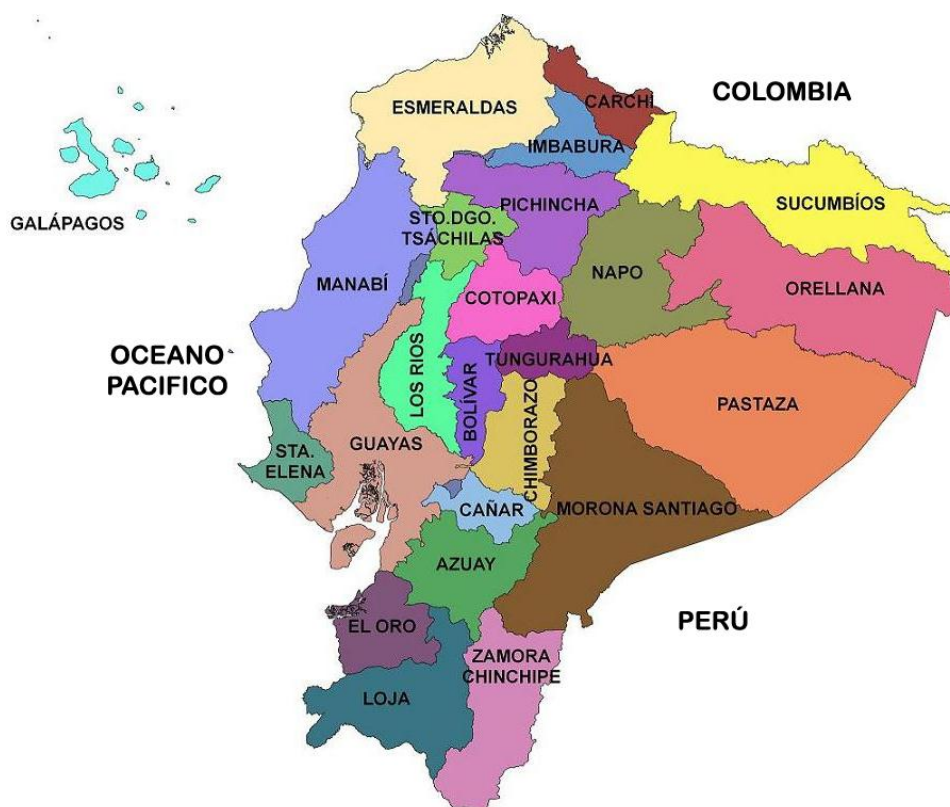 ESMERALDAS
CARCHI
COLOMBIA
IMBABURA
GALÁPAGOS
STO.DGO.
TSÁCHILAS
PICHINCHA
SUCUMBÍOS
MANABÍ
COTOPAXI
NAPO
ORELLANA
OCEANO
PACIFICO
LOS RIOS
BOLÍVAR
TUNGURAHUA
CHIMBORAZO
PASTAZA
STA.
ELENA
GUAYAS
CAÑAR
MORONA SANTIAGO
AZUAY
PERÚ
EL ORO
ZAMORA
CHINCHIPE
LOJA